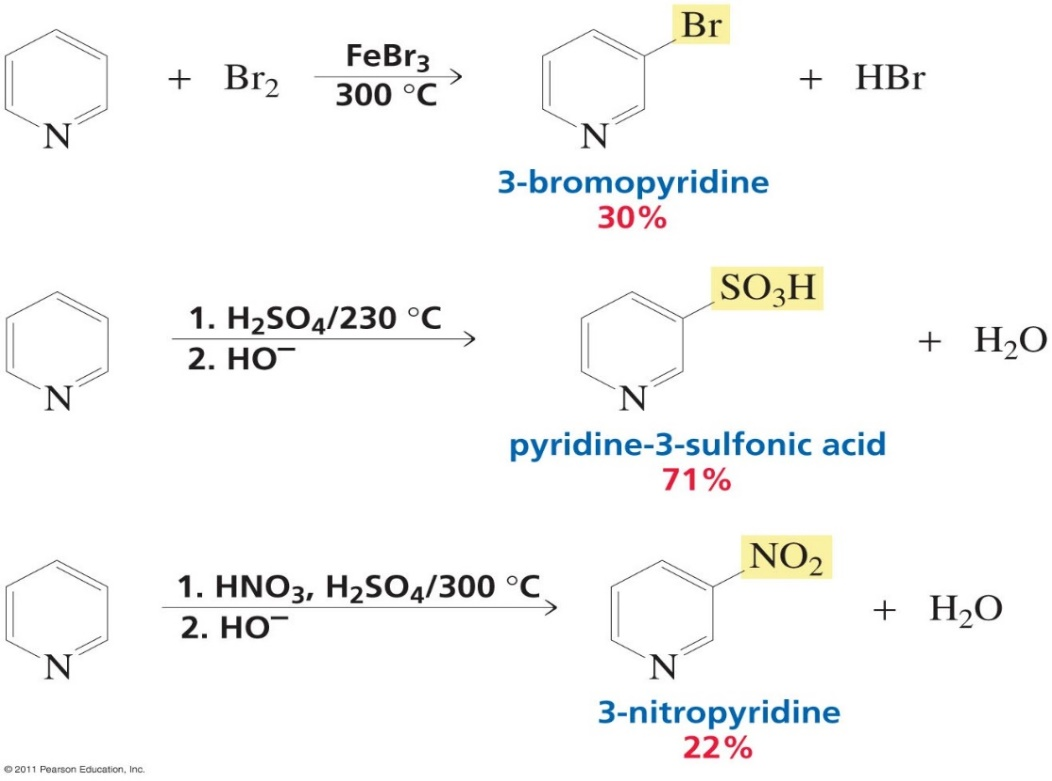 FeBr₃
N + Br₂ 300 °C N Br + HBr
3-bromopyridine
30%
N 1. H₂SO₄/230 °C N SO₃H + H₂O
2. HO⁻
pyridine-3-sulfonic acid
71%
N 1. HNO₃, H₂SO₄/300 °C N NO₂ + H₂O
2. HO⁻
3-nitropyridine
22%
© 2011 Pearson Education, Inc.